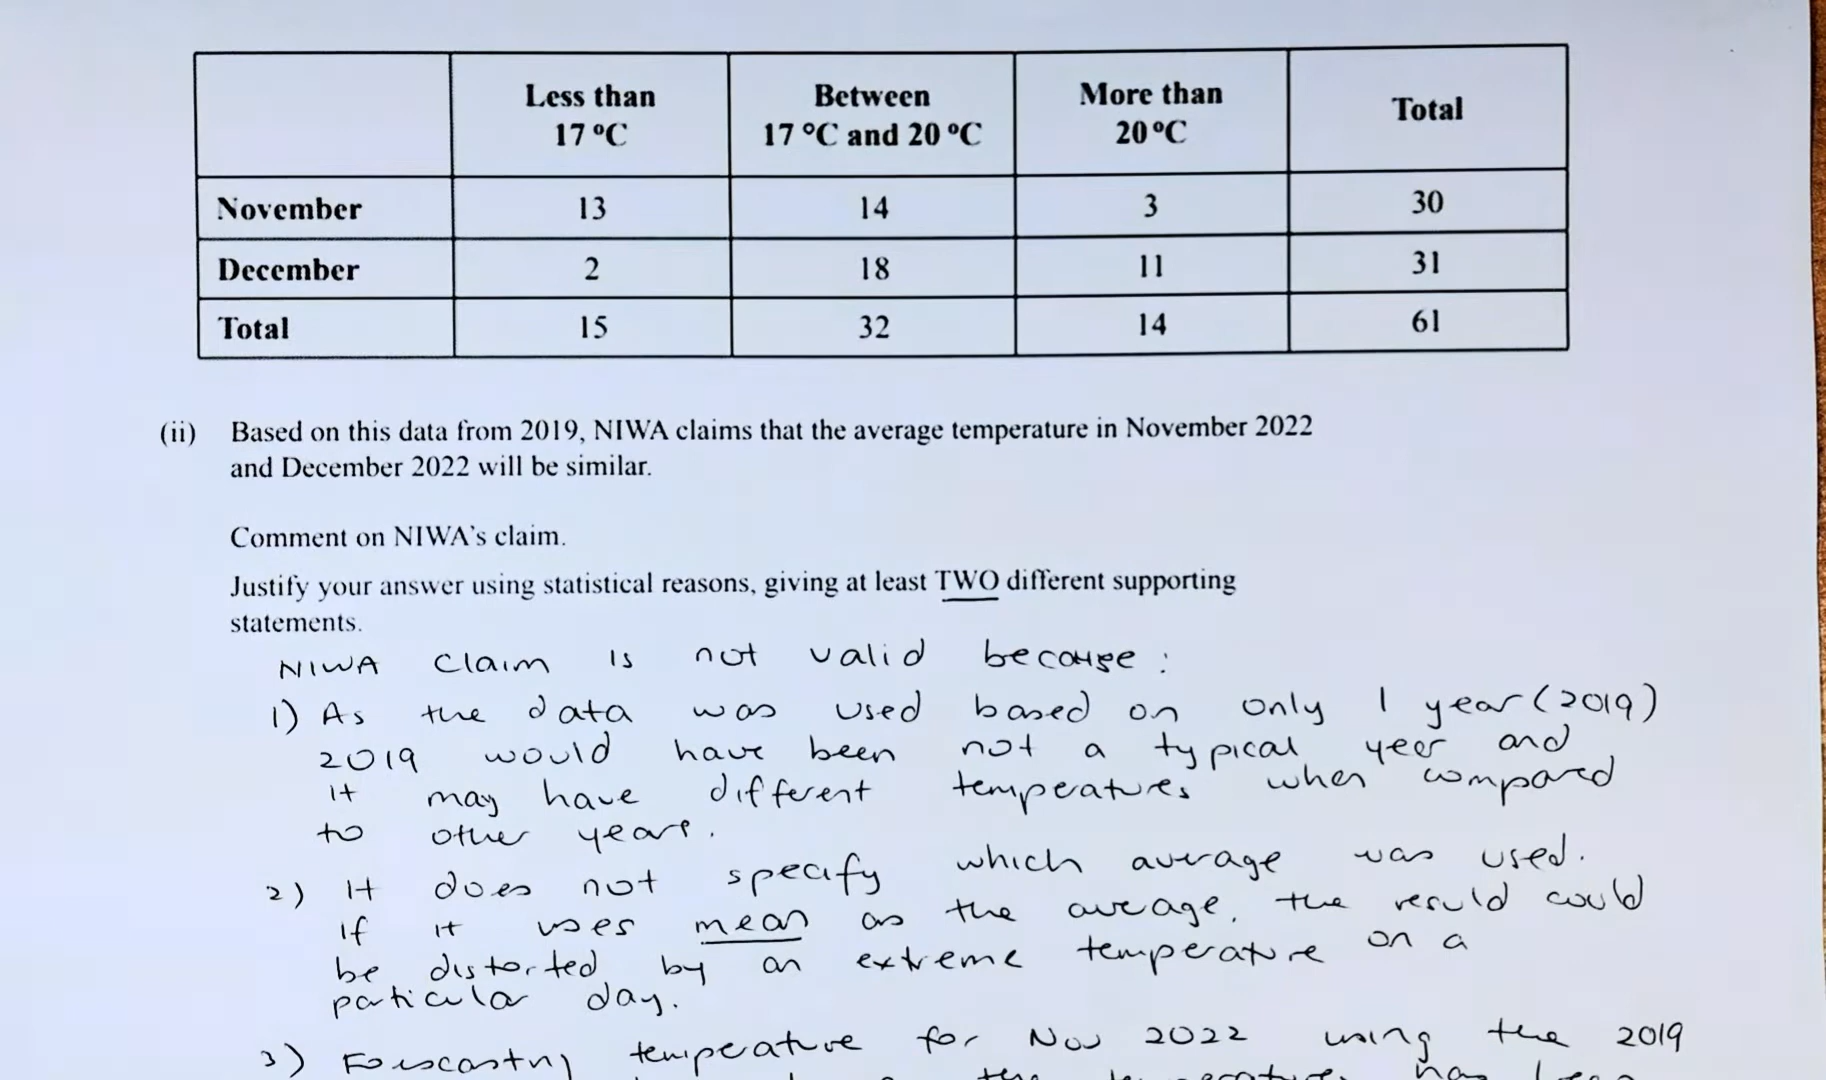 Less than 17 °C Between 17 °C and 20 °C More than 20 °C Total
November 13 14 3 30
December 2 18 11 31
Total 15 32 14 61
(ii) Based on this data from 2019, NIWA claims that the average temperature in November 2022
and December 2022 will be similar.
Comment on NIWA's claim.
Justify your answer using statistical reasons, giving at least TWO different supporting
statements.
NIWA claim is not valid because :
1) As the data was used based on only 1 year (2019)
2019 would have been not a typical year and
it may have different temperatures when compared
to other years.
2) It does not specify which average was used.
If it uses mean as the average, the resuld could
be distorted by an extreme temperature on a
particular day.
3) temperature for Nov 2022 using the 2019
the has